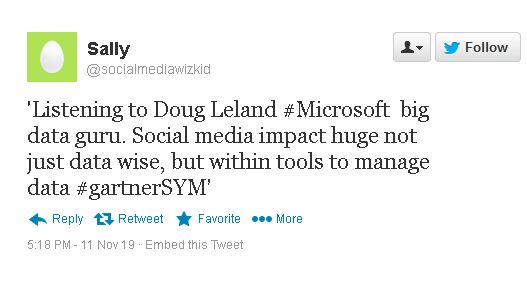 Sally
@socialmediawizkid
Follow
'Listening to Doug Leland #Microsoft  big
data guru. Social media impact huge not
just data wise, but within tools to manage
data #gartnerSYM’
Reply Retweet Favorite More
5:18 PM - 11 Nov 19 · Embed this Tweet